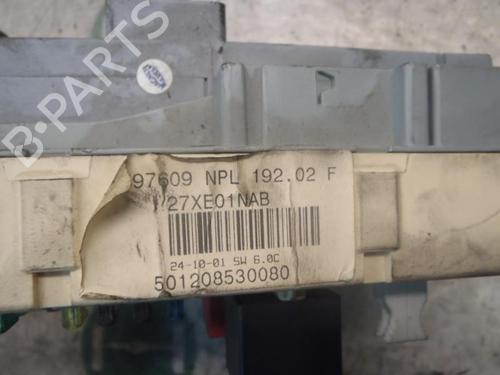 B-PARTS
97609 NPL 192.02 F
27XE01NAB
24-10-01 SW 6.0C
501208530080